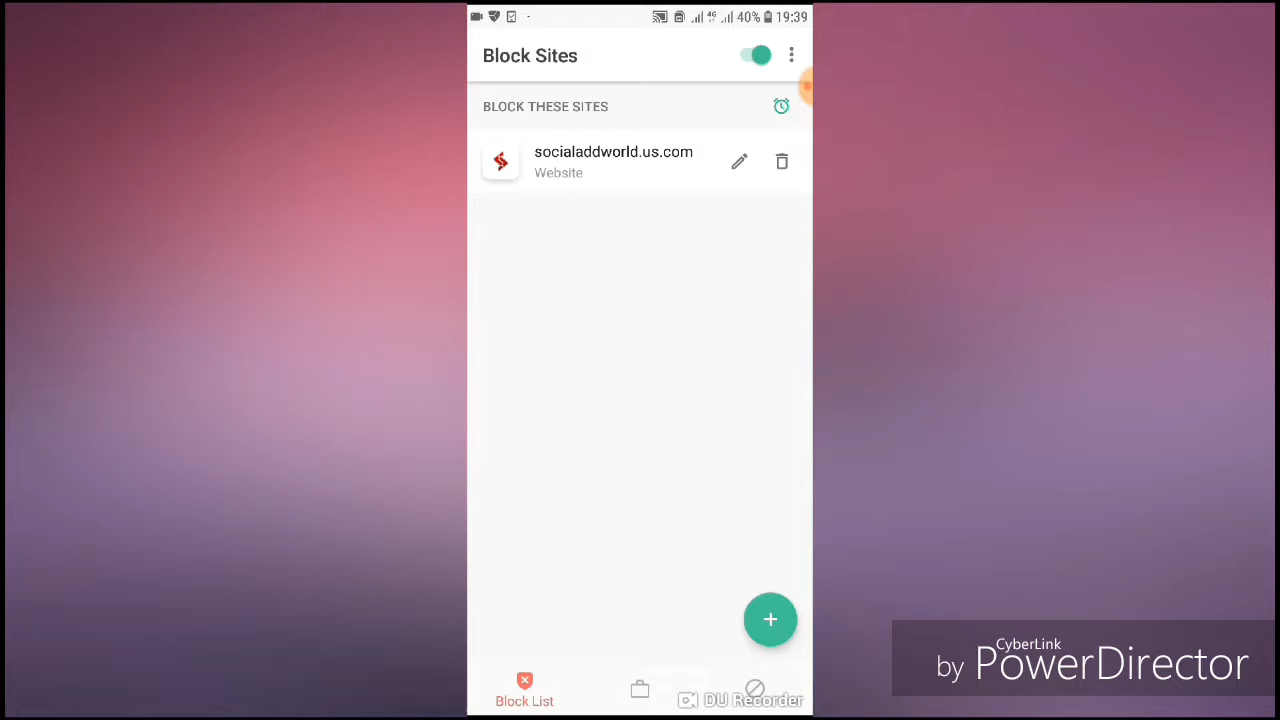 4G 40% 19:39
Block Sites
BLOCK THESE SITES
socialaddworld.us.com
Website
+
Block List
DU Recorder
CyberLink
by PowerDirector